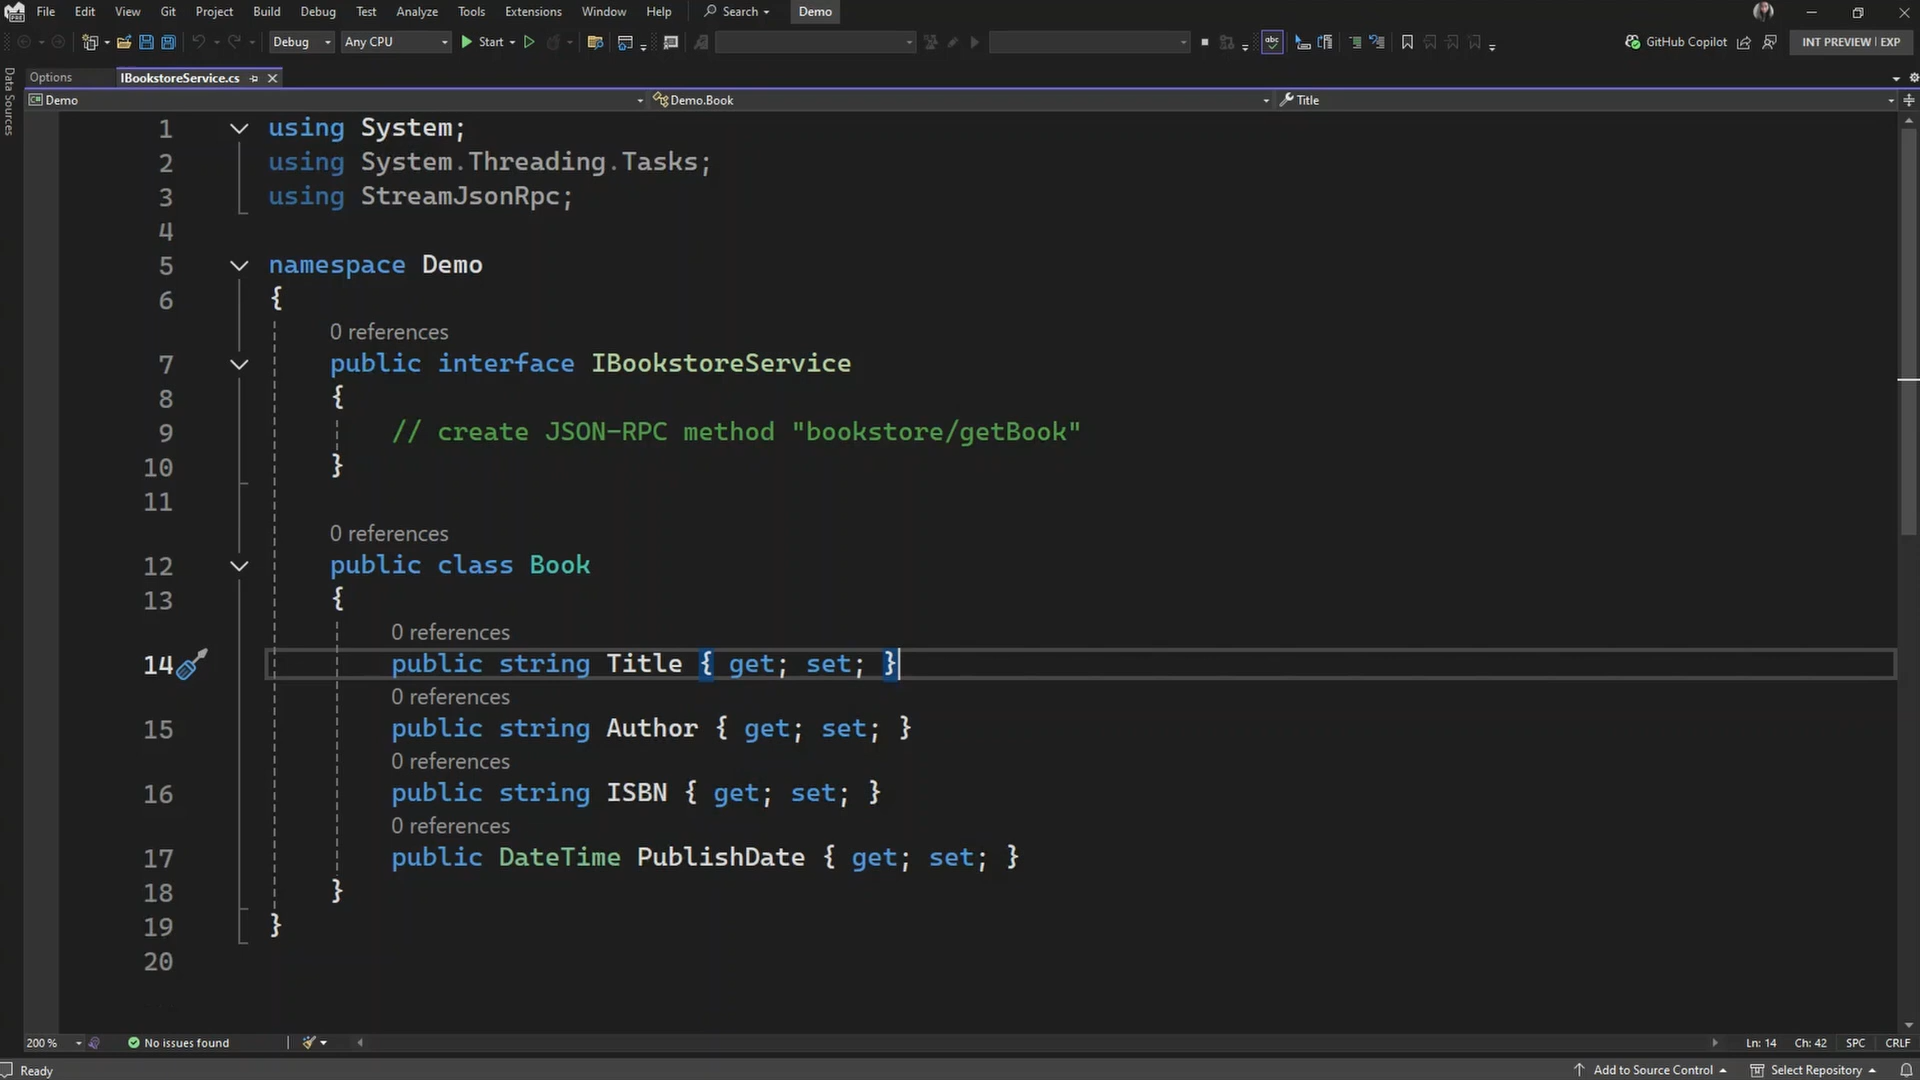 File Edit View Git Project Build Debug Test Analyze Tools Extensions Window Help Search Demo
Debug Any CPU Start GitHub Copilot INT PREVIEW | EXP
Data Sources
Options IBookstoreService.cs
Demo Demo.Book Title
1 using System;
2 using System.Threading.Tasks;
3 using StreamJsonRpc;
4
5 namespace Demo
6 {
0 references
7 public interface IBookstoreService
8 {
9 // create JSON-RPC method "bookstore/getBook"
10 }
11
0 references
12 public class Book
13 {
0 references
14 public string Title { get; set; }
0 references
15 public string Author { get; set; }
0 references
16 public string ISBN { get; set; }
0 references
17 public DateTime PublishDate { get; set; }
18 }
19 }
20
200 % No issues found Ln: 14 Ch: 42 SPC CRLF
Ready Add to Source Control Select Repository